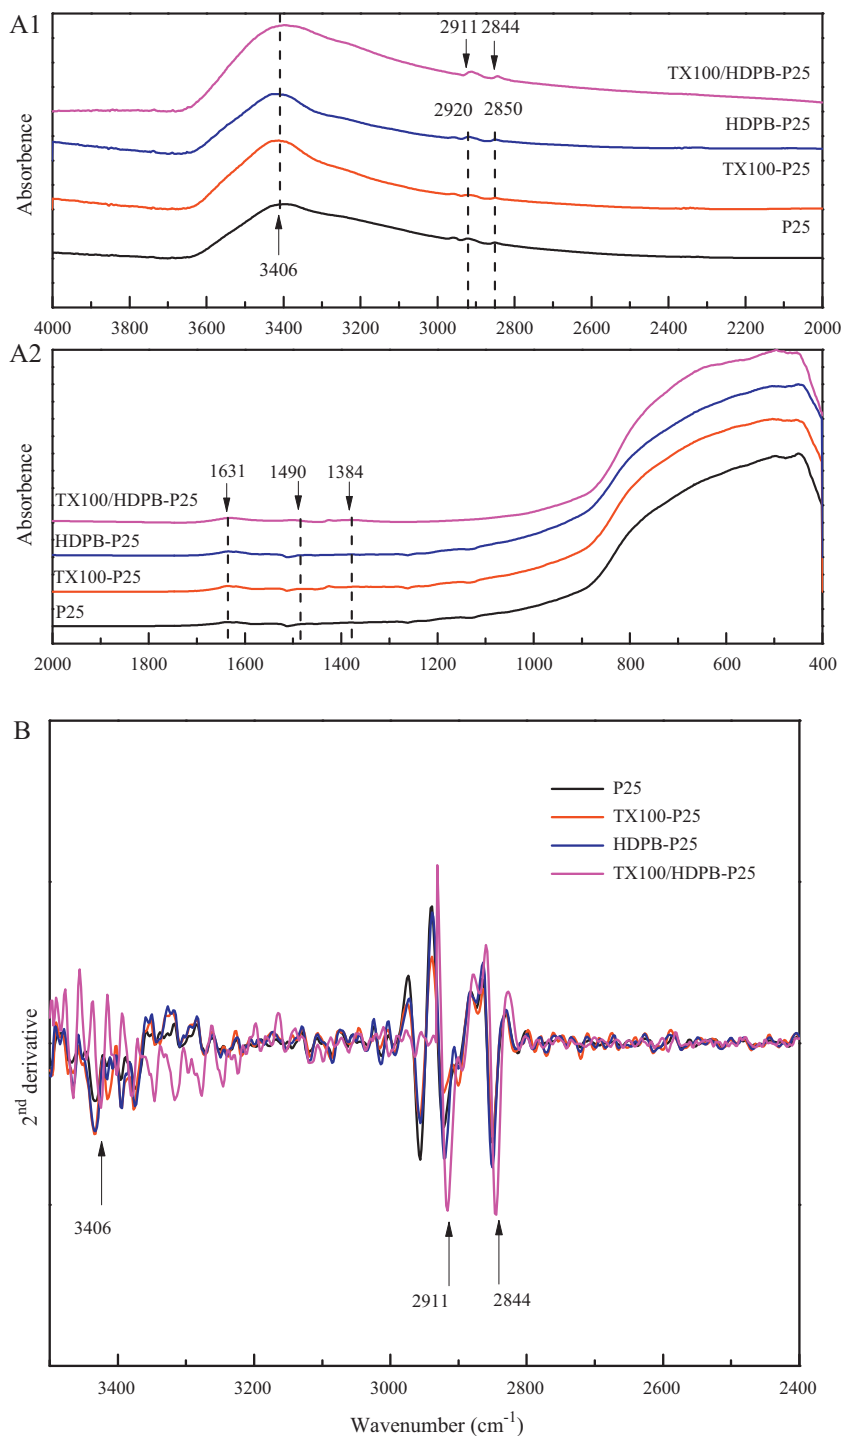 A1
2911 2844
TX100/HDPB-P25
2920 2850
HDPB-P25
TX100-P25
P25
3406
Absorbence
4000 3800 3600 3400 3200 3000 2800 2600 2400 2200 2000
A2
1631 1490 1384
TX100/HDPB-P25
HDPB-P25
TX100-P25
P25
Absorbence
2000 1800 1600 1400 1200 1000 800 600 400
B
P25
TX100-P25
HDPB-P25
TX100/HDPB-P25
2nd derivative
3406
2911 2844
3400 3200 3000 2800 2600 2400
Wavenumber (cm-1)